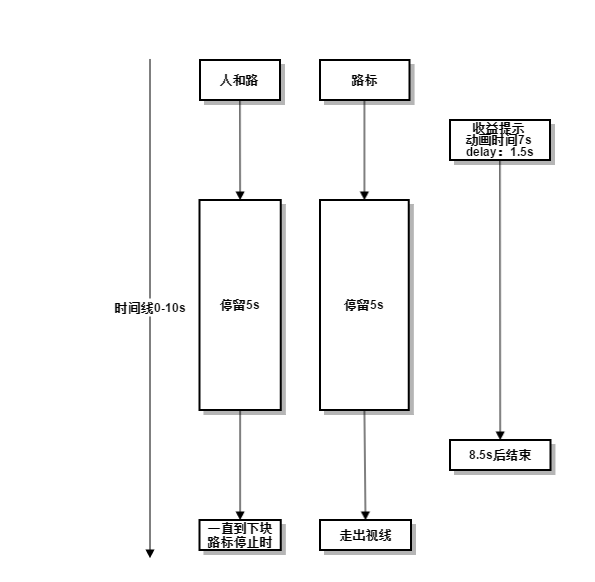 人和路
路标
收益提示
动画时间7s
delay：1.5s
时间线0-10s
停留5s
停留5s
8.5s后结束
一直到下块
路标停止时
走出视线